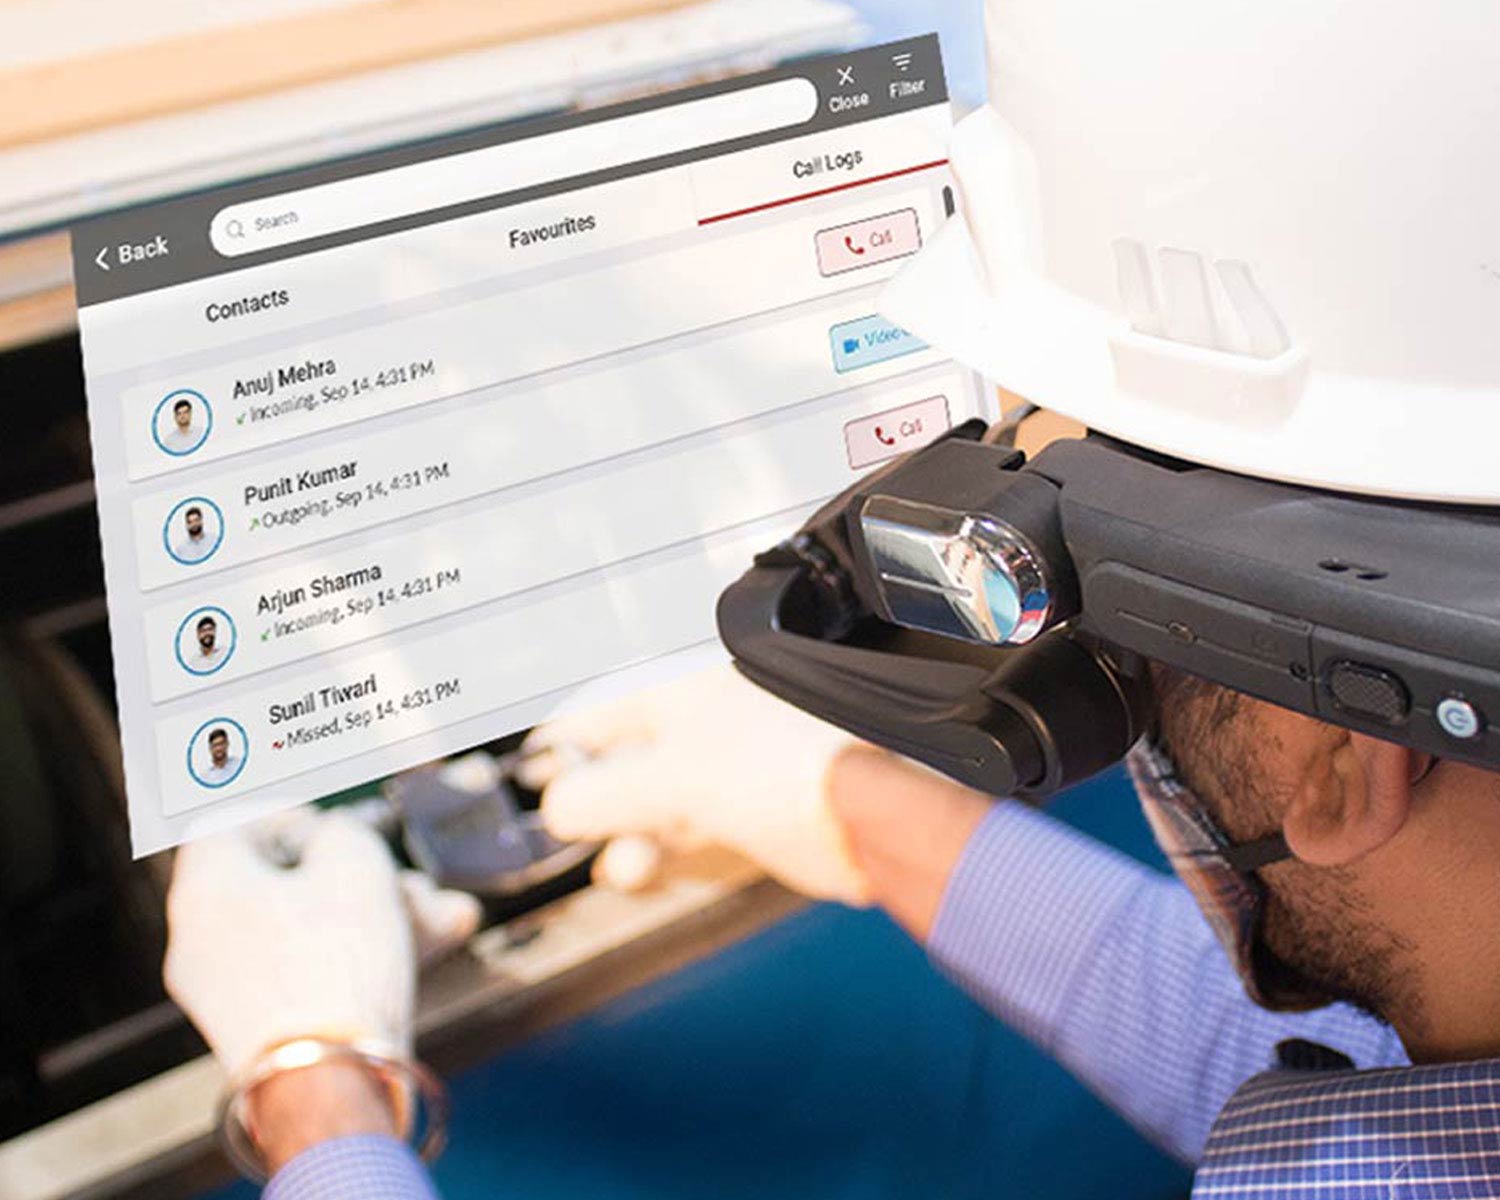 Back
Search
Close
Filter
Contacts
Favourites
Call Logs
Anuj Mehra
Incoming, Sep 14, 4:31 PM
Call
Punit Kumar
Outgoing, Sep 14, 4:31 PM
Video
Arjun Sharma
Incoming, Sep 14, 4:31 PM
Call
Sunil Tiwari
Missed, Sep 14, 4:31 PM